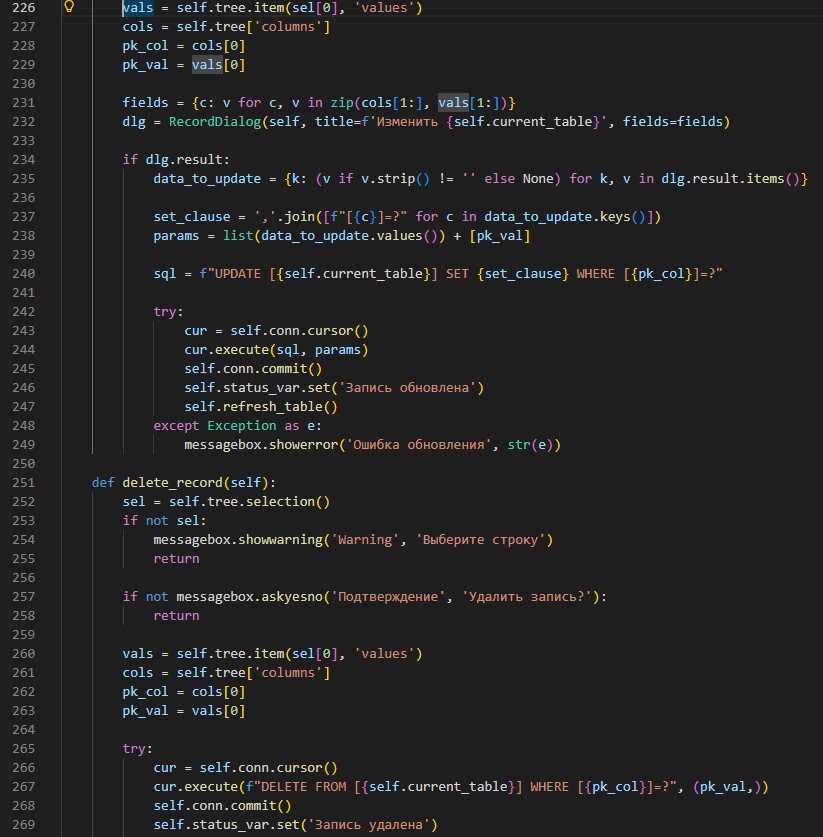 226 vals = self.tree.item(sel[0], 'values')
227 cols = self.tree['columns']
228 pk_col = cols[0]
229 pk_val = vals[0]
230
231 fields = {c: v for c, v in zip(cols[1:], vals[1:])}
232 dlg = RecordDialog(self, title=f'Изменить {self.current_table}', fields=fields)
233
234 if dlg.result:
235 data_to_update = {k: (v if v.strip() != '' else None) for k, v in dlg.result.items()}
236
237 set_clause = ','.join([f"[{c}]=?" for c in data_to_update.keys()])
238 params = list(data_to_update.values()) + [pk_val]
239
240 sql = f"UPDATE [{self.current_table}] SET {set_clause} WHERE [{pk_col}]=?"
241
242 try:
243 cur = self.conn.cursor()
244 cur.execute(sql, params)
245 self.conn.commit()
246 self.status_var.set('Запись обновлена')
247 self.refresh_table()
248 except Exception as e:
249 messagebox.showerror('Ошибка обновления', str(e))
250
251 def delete_record(self):
252 sel = self.tree.selection()
253 if not sel:
254 messagebox.showwarning('Warning', 'Выберите строку')
255 return
256
257 if not messagebox.askyesno('Подтверждение', 'Удалить запись?'):
258 return
259
260 vals = self.tree.item(sel[0], 'values')
261 cols = self.tree['columns']
262 pk_col = cols[0]
263 pk_val = vals[0]
264
265 try:
266 cur = self.conn.cursor()
267 cur.execute(f"DELETE FROM [{self.current_table}] WHERE [{pk_col}]=?", (pk_val,))
268 self.conn.commit()
269 self.status_var.set('Запись удалена')